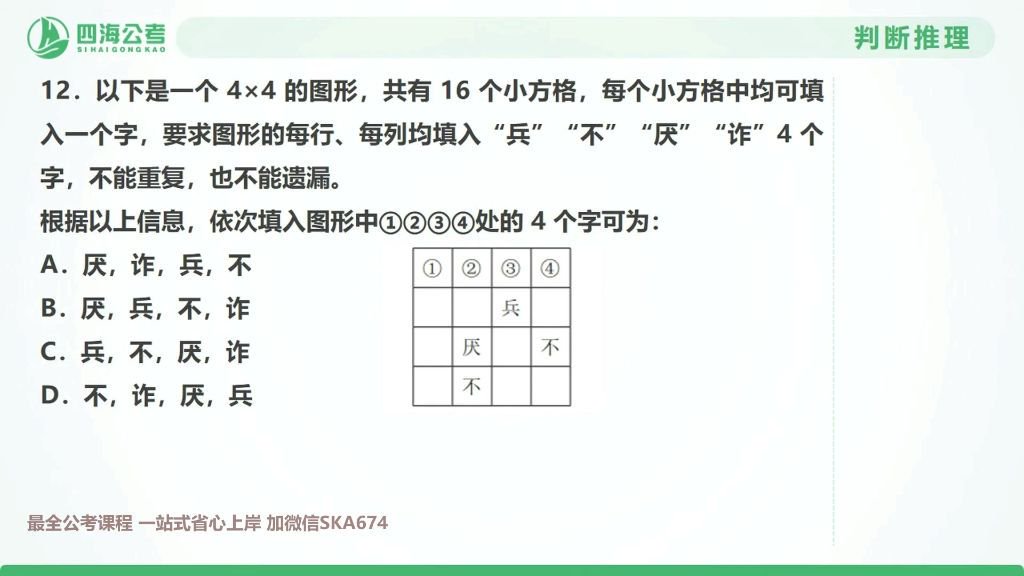 四海公考
SIHAIGONGKAO
判断推理
12. 以下是一个 4×4 的图形，共有 16 个小方格，每个小方格中均可填
入一个字，要求图形的每行、每列均填入“兵”“不”“厌”“诈”4 个
字，不能重复，也不能遗漏。
根据以上信息，依次填入图形中①②③④处的 4 个字可为：
A. 厌，诈，兵，不
B. 厌，兵，不，诈
C. 兵，不，厌，诈
D. 不，诈，厌，兵
① ② ③ ④
兵
厌 不
不
最全公考课程 一站式省心上岸 加微信SKA674